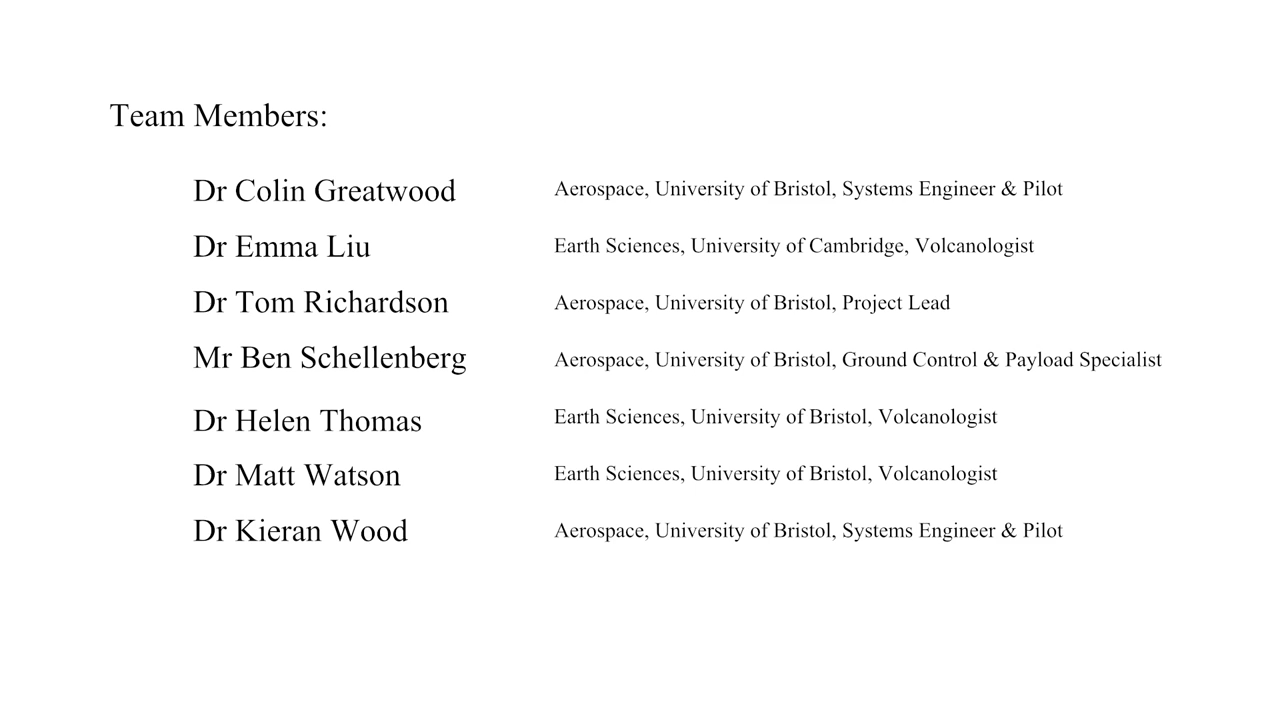 Team Members:
Dr Colin Greatwood Aerospace, University of Bristol, Systems Engineer & Pilot
Dr Emma Liu Earth Sciences, University of Cambridge, Volcanologist
Dr Tom Richardson Aerospace, University of Bristol, Project Lead
Mr Ben Schellenberg Aerospace, University of Bristol, Ground Control & Payload Specialist
Dr Helen Thomas Earth Sciences, University of Bristol, Volcanologist
Dr Matt Watson Earth Sciences, University of Bristol, Volcanologist
Dr Kieran Wood Aerospace, University of Bristol, Systems Engineer & Pilot